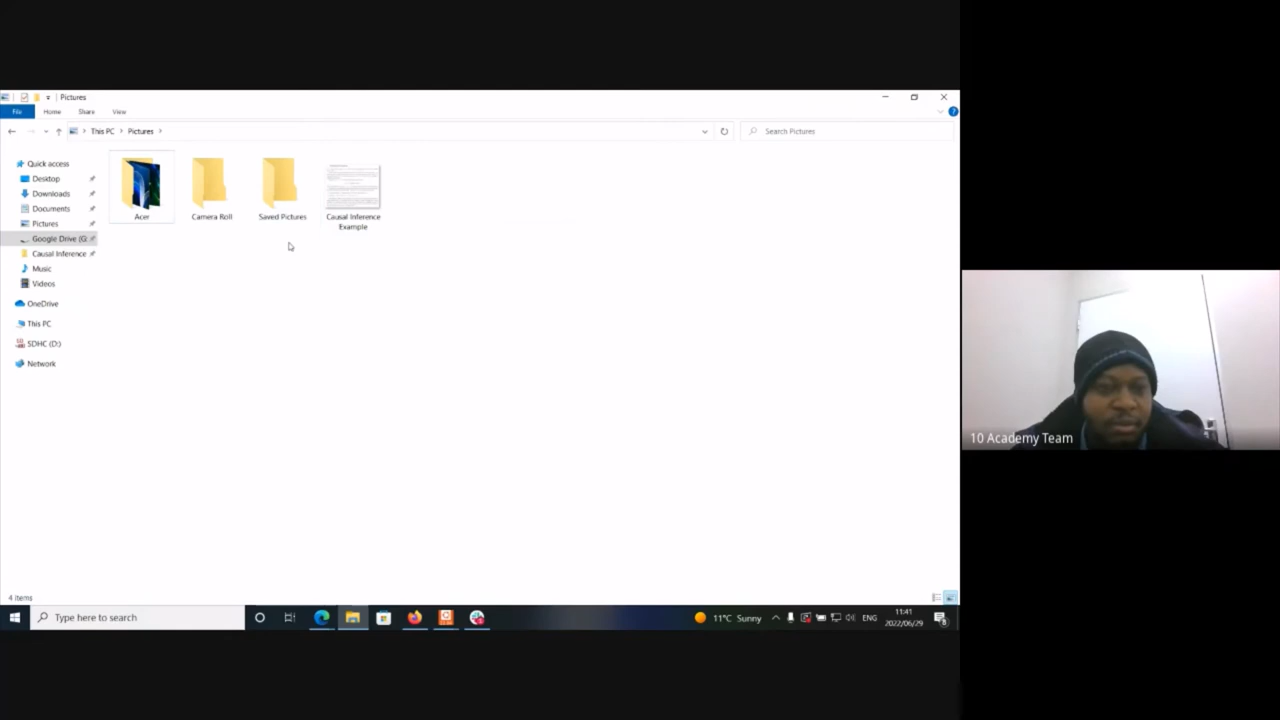 Pictures
File Home Share View
This PC Pictures
Search Pictures
Quick access
Desktop
Downloads
Documents
Pictures
Google Drive (G:
Causal Inference
Music
Videos
OneDrive
This PC
SDHC (D:)
Network
Acer
Camera Roll
Saved Pictures
Causal Inference
Example
4 items
Type here to search
11°C Sunny
ENG
11:41
2022/06/29
10 Academy Team